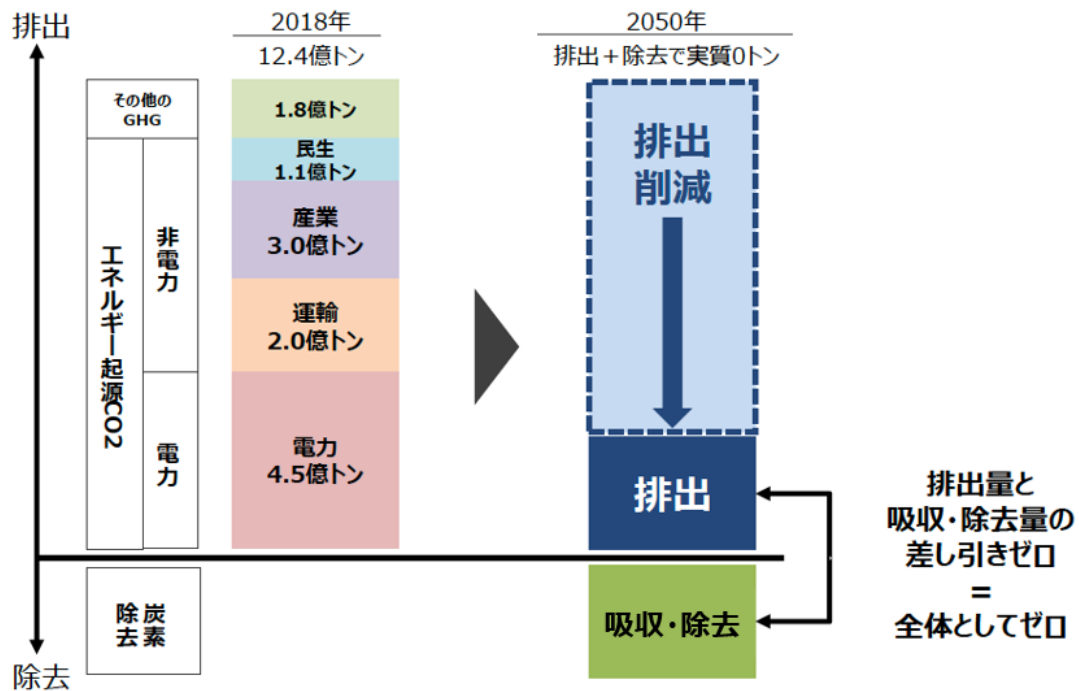 排出
2018年
12.4億トン
2050年
排出＋除去で実質0トン
その他の
GHG
エネルギー起源CO2
非電力
電力
1.8億トン
民生
1.1億トン
産業
3.0億トン
運輸
2.0億トン
電力
4.5億トン
排出
削減
排出
吸収・除去
排出量と
吸収・除去量の
差し引きゼロ
=
全体としてゼロ
炭素
除去
除去